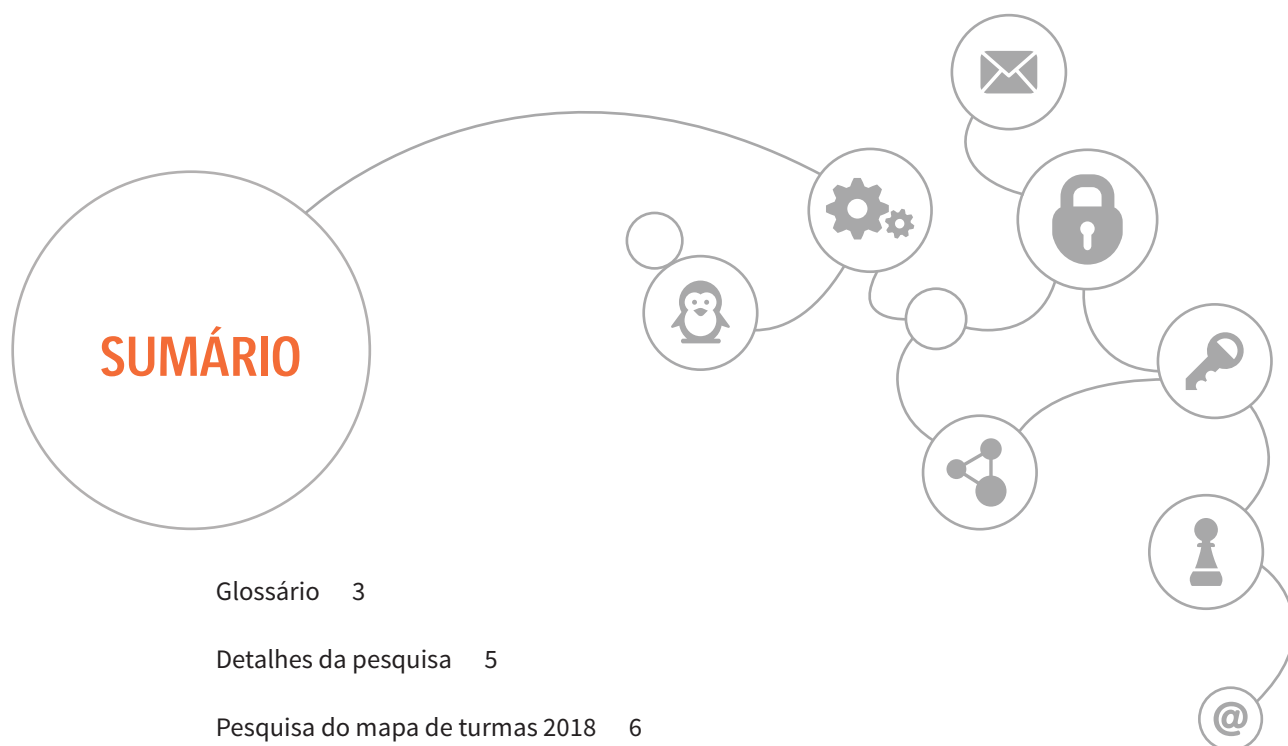 SUMÁRIO
Glossário 3
Detalhes da pesquisa 5
Pesquisa do mapa de turmas 2018 6
@